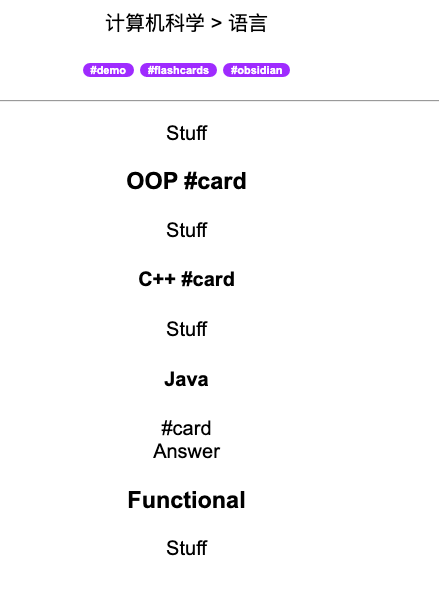 计算机科学 > 语言
#demo #flashcards #obsidian
Stuff
OOP #card
Stuff
C++ #card
Stuff
Java
#card
Answer
Functional
Stuff